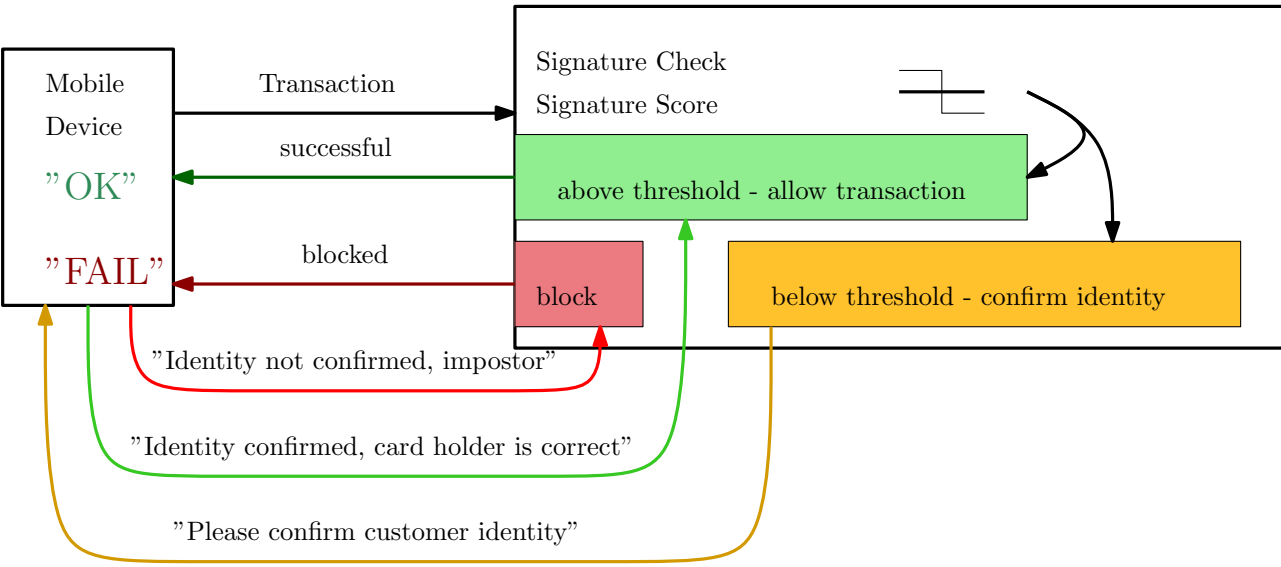 Mobile
Device
"OK"
"FAIL"
Transaction
successful
blocked
Signature Check
Signature Score
above threshold - allow transaction
block
below threshold - confirm identity
"Identity not confirmed, impostor"
"Identity confirmed, card holder is correct"
"Please confirm customer identity"